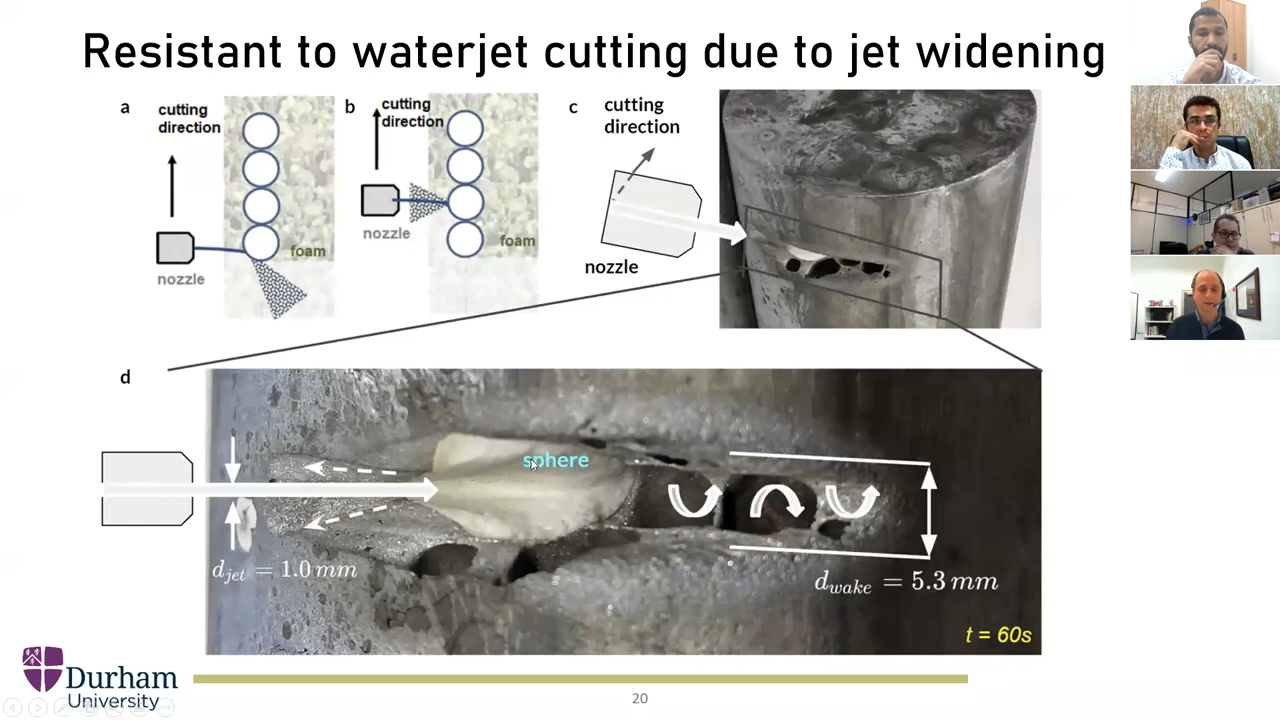 Resistant to waterjet cutting due to jet widening
a
cutting
direction
nozzle
foam
b
cutting
direction
nozzle
foam
c
cutting
direction
nozzle
d
sphere
d_jet = 1.0 mm
d_wake = 5.3 mm
t = 60s
Durham
University
20